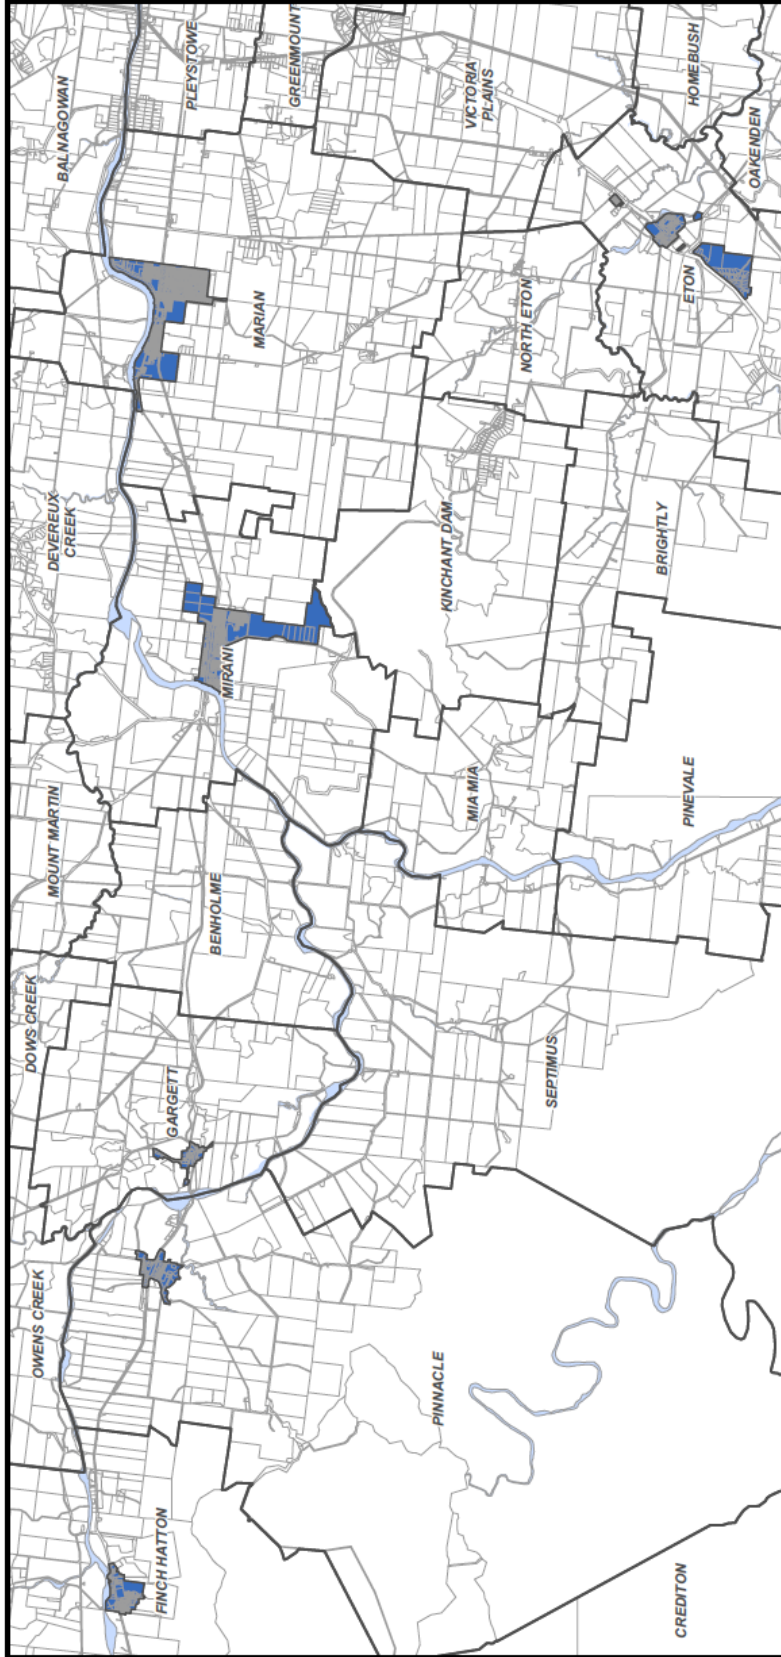 FINCH HATTON
OWENS CREEK
DOWS CREEK
MOUNT MARTIN
DEVEREUX
CREEK
BALNAGOWAN
PLEYSTOWE
GREENMOUNT
GARGETT
BENHOLME
MIRANI
MARIAN
VICTORIA
PLAINS
HOMEBUSH
OAKENDEN
PINNACLE
SEPTIMUS
MIA MIA
KINCHANT DAM
NORTH ETON
ETON
CREDITON
PINEVALE
BRIGHTLY